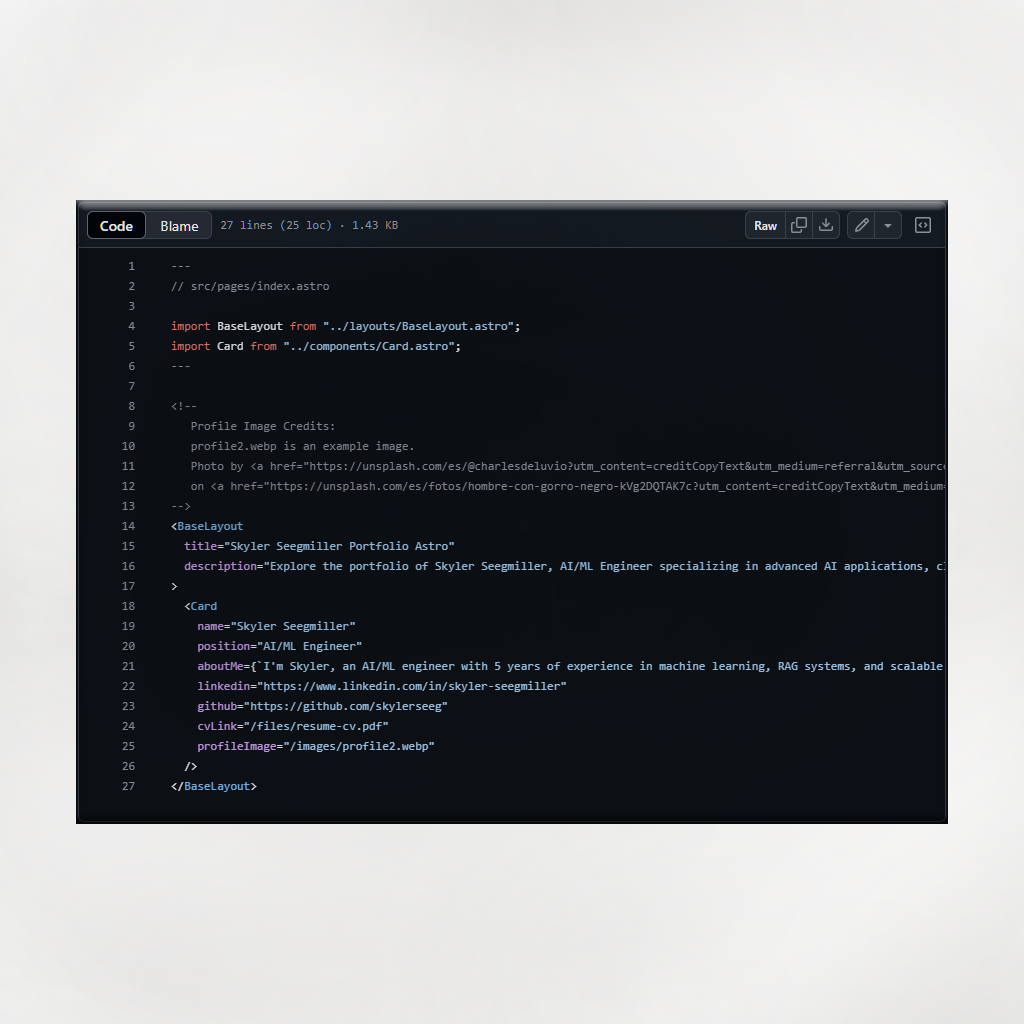 Code Blame 27 lines (25 loc) · 1.43 KB Raw
1 ---
2 // src/pages/index.astro
3
4 import BaseLayout from "../layouts/BaseLayout.astro";
5 import Card from "../components/Card.astro";
6 ---
7
8 <!--
9 Profile Image Credits:
10 profile2.webp is an example image.
11 Photo by <a href="https://unsplash.com/es/@charlesdeluvio?utm_content=creditCopyText&utm_medium=referral&utm_source
12 on <a href="https://unsplash.com/es/fotos/hombre-con-gorro-negro-kVg2DQTAK7c?utm_content=creditCopyText&utm_medium=
13 -->
14 <BaseLayout
15 title="Skyler Seegmiller Portfolio Astro"
16 description="Explore the portfolio of Skyler Seegmiller, AI/ML Engineer specializing in advanced AI applications,
17 >
18 <Card
19 name="Skyler Seegmiller"
20 position="AI/ML Engineer"
21 aboutMe={`I'm Skyler, an AI/ML engineer with 5 years of experience in machine learning, RAG systems, and scalable
22 linkedin="https://www.linkedin.com/in/skyler-seegmiller"
23 github="https://github.com/skylerseeg"
24 cvLink="/files/resume-cv.pdf"
25 profileImage="/images/profile2.webp"
26 />
27 </BaseLayout>